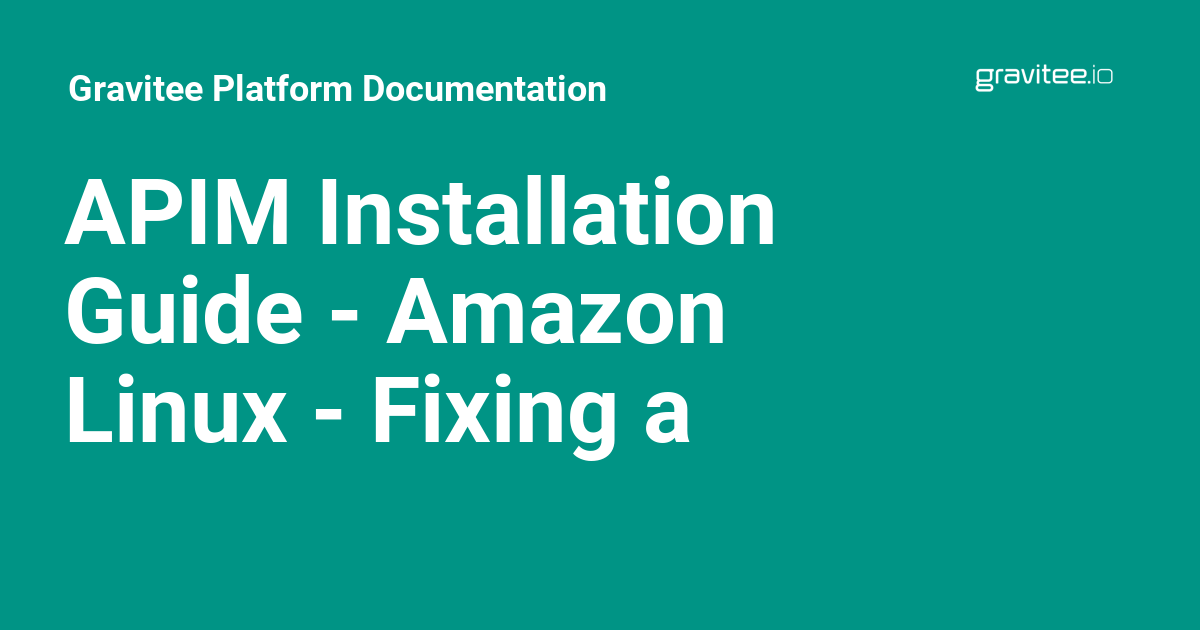 Gravitee Platform Documentation
gravitee.io
APIM Installation
Guide - Amazon
Linux - Fixing a